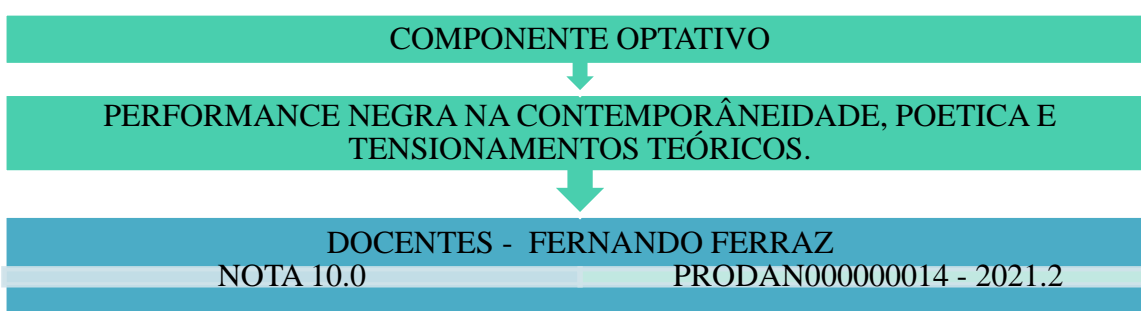 COMPONENTE OPTATIVO
PERFORMANCE NEGRA NA CONTEMPORÂNEIDADE, POETICA E
TENSIONAMENTOS TEÓRICOS.
DOCENTES - FERNANDO FERRAZ
NOTA 10.0 PRODAN000000014 - 2021.2